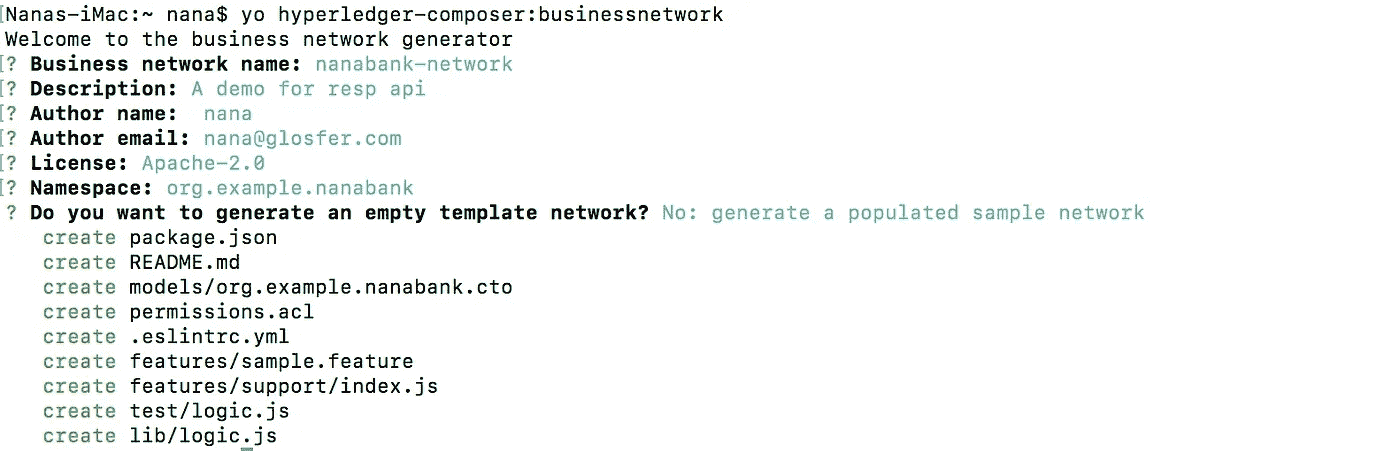 [Nanas-iMac:~ nana$ yo hyperledger-composer:businessnetwork
Welcome to the business network generator
[? Business network name: nanabank-network
[? Description: A demo for resp api
[? Author name:  nana
[? Author email: nana@glosfer.com
[? License: Apache-2.0
[? Namespace: org.example.nanabank
? Do you want to generate an empty template network? No: generate a populated sample network
create package.json
create README.md
create models/org.example.nanabank.cto
create permissions.acl
create .eslintrc.yml
create features/sample.feature
create features/support/index.js
create test/logic.js
create lib/logic.js